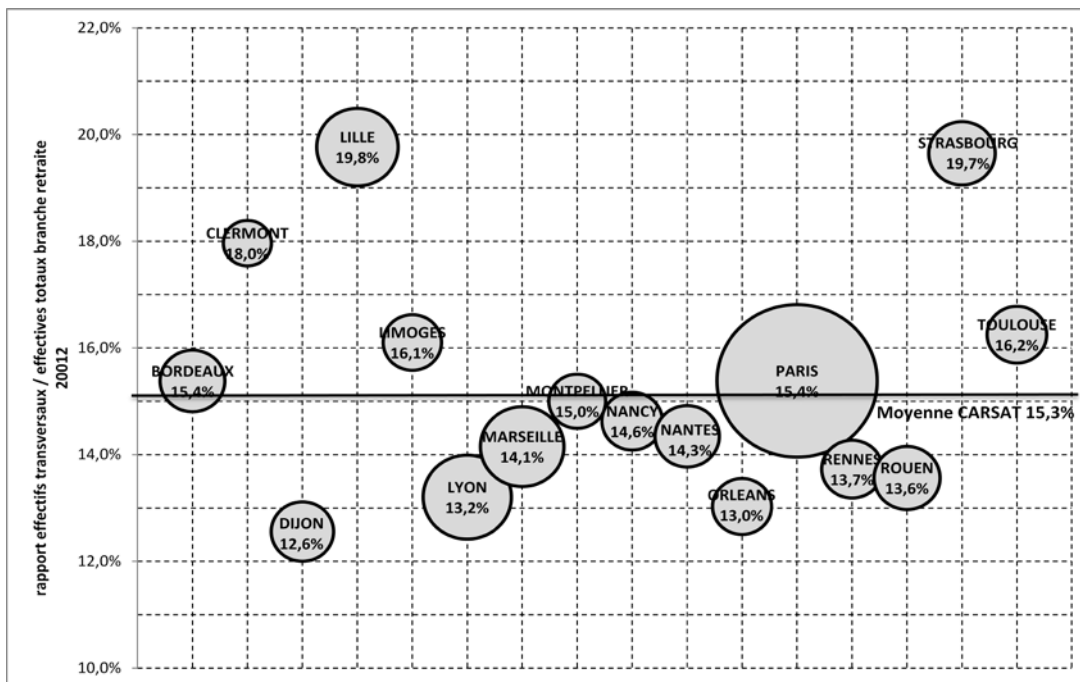 22,0%
20,0%
18,0%
16,0%
14,0%
12,0%
10,0%
rapport effectifs transversaux / effectives totaux branche retraite
20012
BORDEAUX
15,4%
CLERMONT
18,0%
DIJON
12,6%
LILLE
19,8%
LIMOGES
16,1%
LYON
13,2%
MARSEILLE
14,1%
MONTPELLIER
15,0%
NANCY
14,6%
NANTES
14,3%
ORLEANS
13,0%
PARIS
15,4%
RENNES
13,7%
ROUEN
13,6%
STRASBOURG
19,7%
TOULOUSE
16,2%
Moyenne CARSAT 15,3%